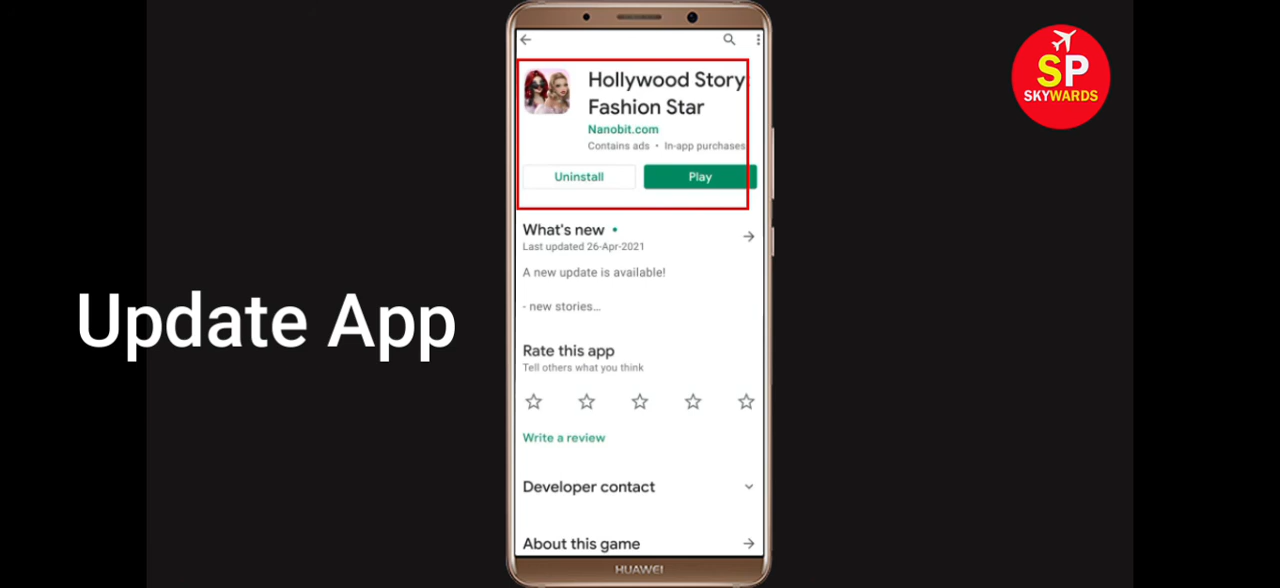 Hollywood Story:
Fashion Star
Nanobit.com
Contains ads • In-app purchases
Uninstall
Play
What's new •
Last updated 26-Apr-2021
A new update is available!
- new stories...
Rate this app
Tell others what you think
Write a review
Developer contact
About this game
HUAWEI
Update App
SP
SKYWARDS